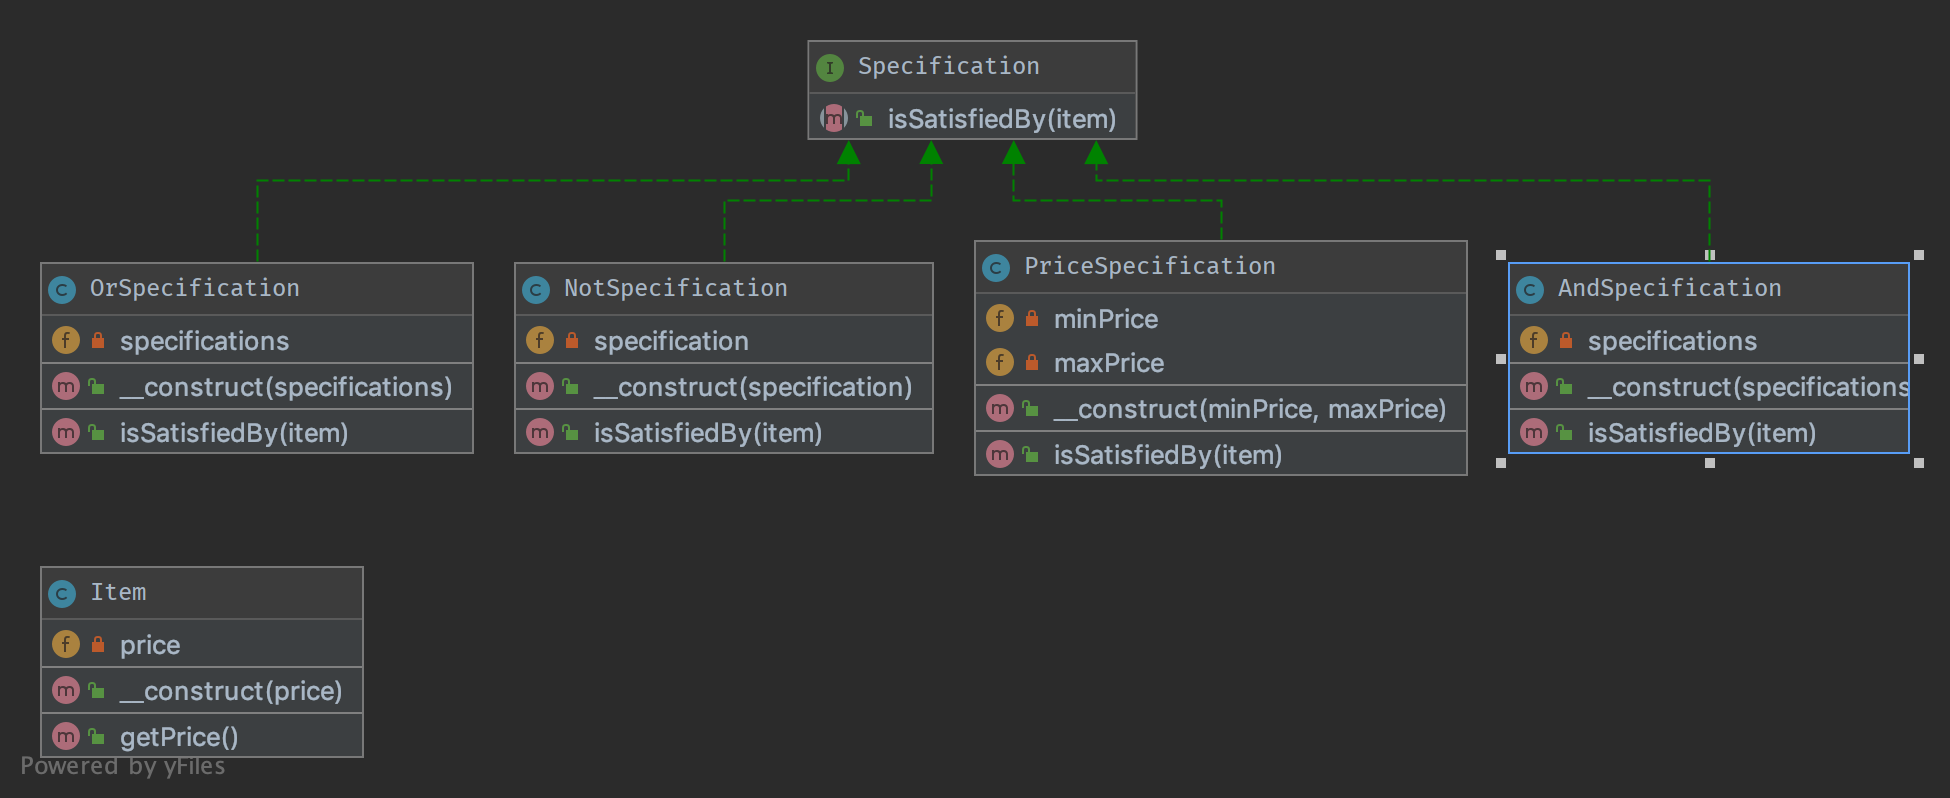 I Specification
m isSatisfiedBy(item)
C OrSpecification
f specifications
m __construct(specifications)
m isSatisfiedBy(item)
C NotSpecification
f specification
m __construct(specification)
m isSatisfiedBy(item)
C PriceSpecification
f minPrice
f maxPrice
m __construct(minPrice, maxPrice)
m isSatisfiedBy(item)
C AndSpecification
f specifications
m __construct(specifications
m isSatisfiedBy(item)
C Item
f price
m __construct(price)
m getPrice()
Powered by yFiles